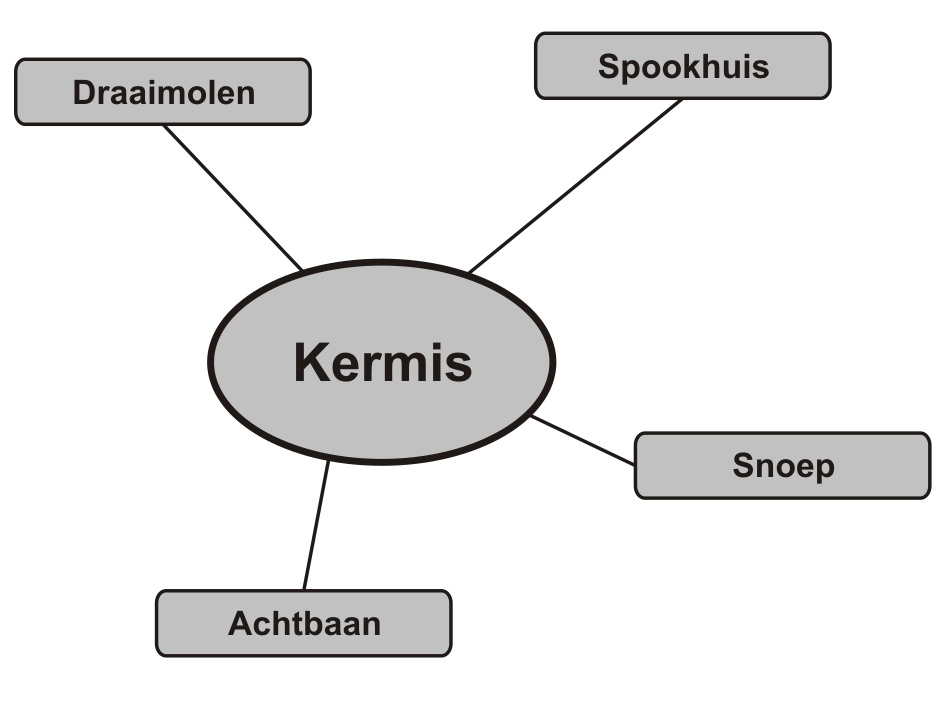 Spookhuis
Draaimolen
Kermis
Snoep
Achtbaan